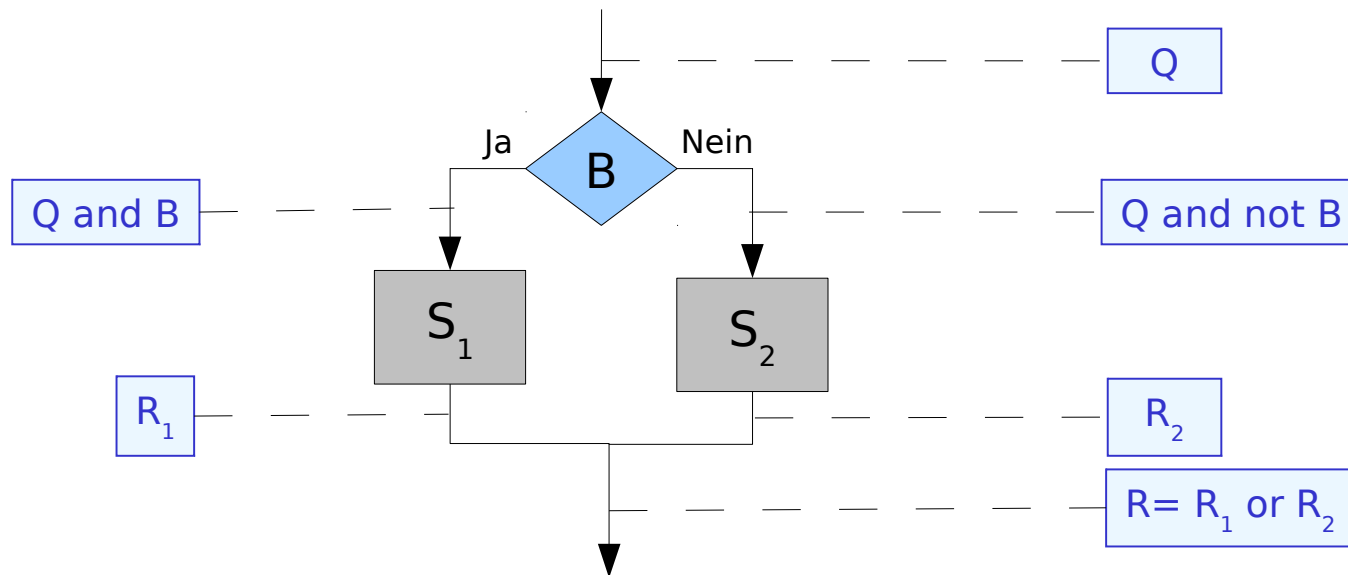 Q
Ja
Nein
B
Q and B
Q and not B
S₁
S₂
R₁
R₂
R= R₁ or R₂